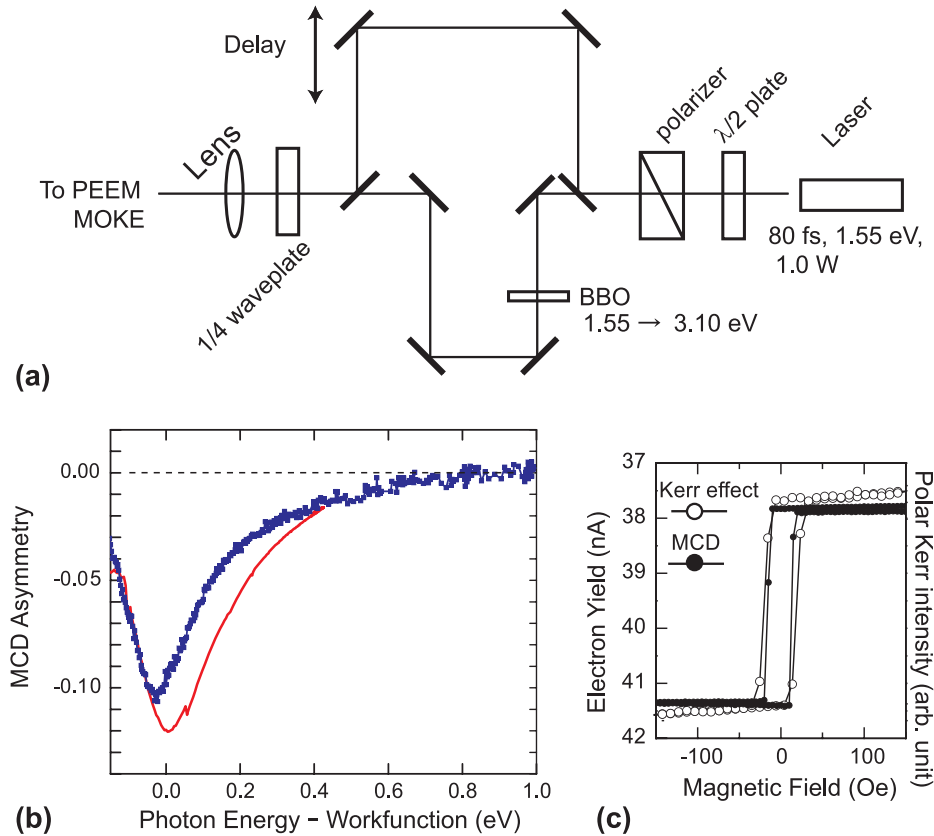 Delay
Lens
To PEEM
MOKE
1/4 waveplate
polarizer
λ/2 plate
Laser
80 fs, 1.55 eV,
1.0 W
BBO
1.55 → 3.10 eV
(a)
0.00
-0.05
-0.10
MCD Asymmetry
0.0 0.2 0.4 0.6 0.8 1.0
Photon Energy − Workfunction (eV)
(b)
37
38
39
40
41
42
Electron Yield (nA)
Kerr effect
MCD
Polar Kerr intensity (arb. unit)
-100 0 100
Magnetic Field (Oe)
(c)